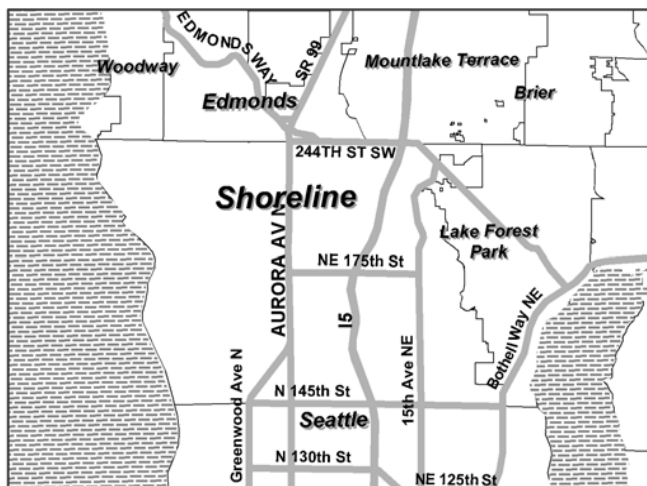 EDMONDS WAY
SR 99
Woodway
Mountlake Terrace
Brier
Edmonds
244TH ST SW
Shoreline
Lake Forest
Park
AURORA AV N
NE 175th St
I5
Bothell Way NE
15th Ave NE
Greenwood Ave N
N 145th St
Seattle
N 130th St
NE 125th St